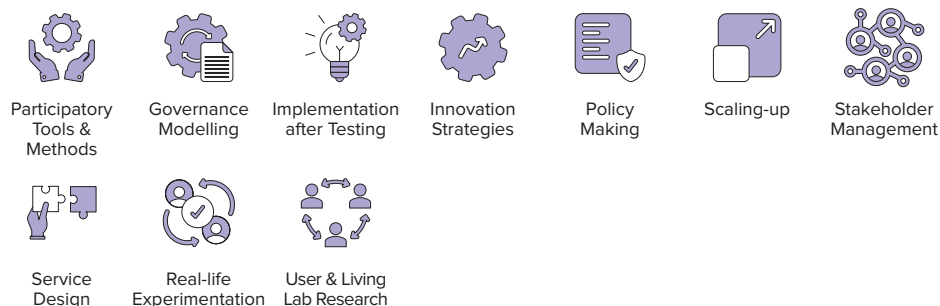 Participatory
Tools &
Methods
Governance
Modelling
Implementation
after Testing
Innovation
Strategies
Policy
Making
Scaling-up
Stakeholder
Management
Service
Design
Real-life
Experimentation
User & Living
Lab Research